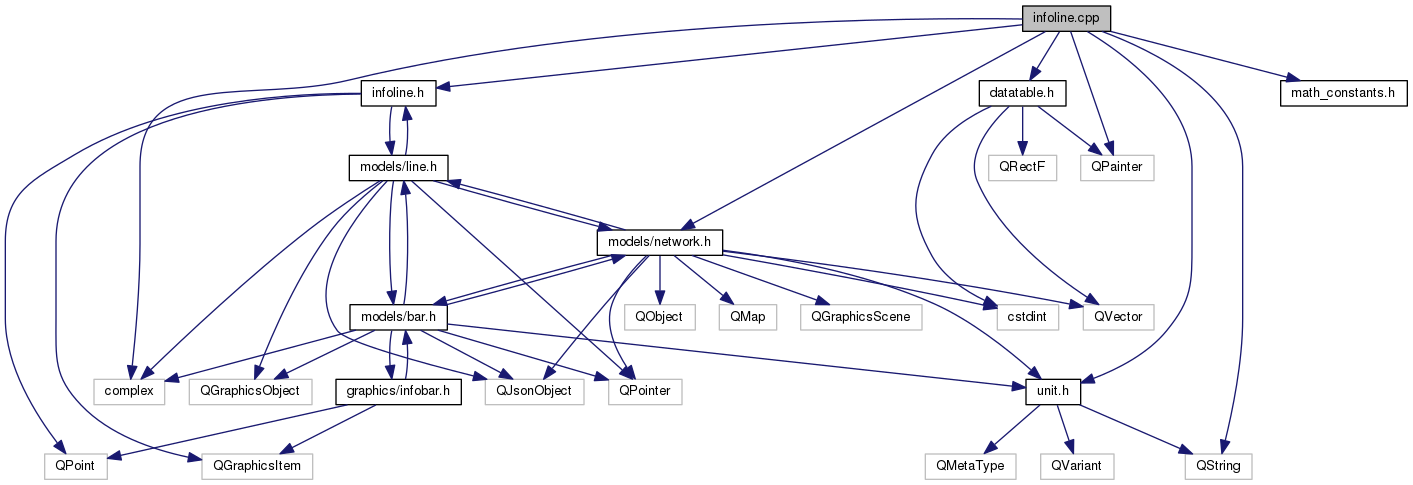 infoline.cpp
infoline.h
datatable.h
math_constants.h
models/line.h
QRectF
QPainter
models/network.h
models/bar.h
QObject
QMap
QGraphicsScene
cstdint
QVector
complex
QGraphicsObject
graphics/infobar.h
QJsonObject
QPointer
unit.h
QPoint
QGraphicsItem
QMetaType
QVariant
QString